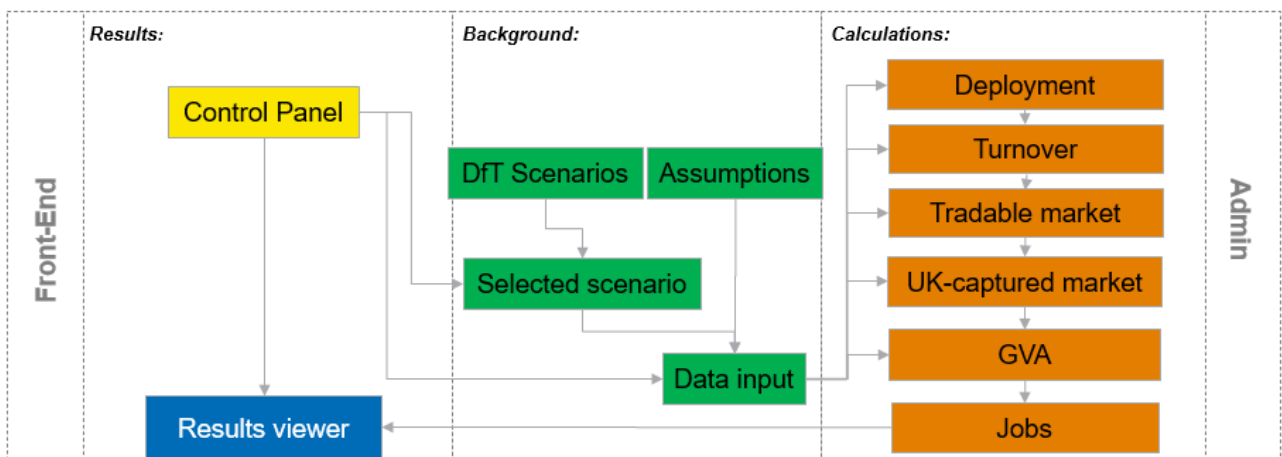 Results:
Background:
Calculations:
Control Panel
Deployment
Turnover
DfT Scenarios
Assumptions
Tradable market
Selected scenario
UK-captured market
GVA
Data input
Results viewer
Jobs
Front-End
Admin